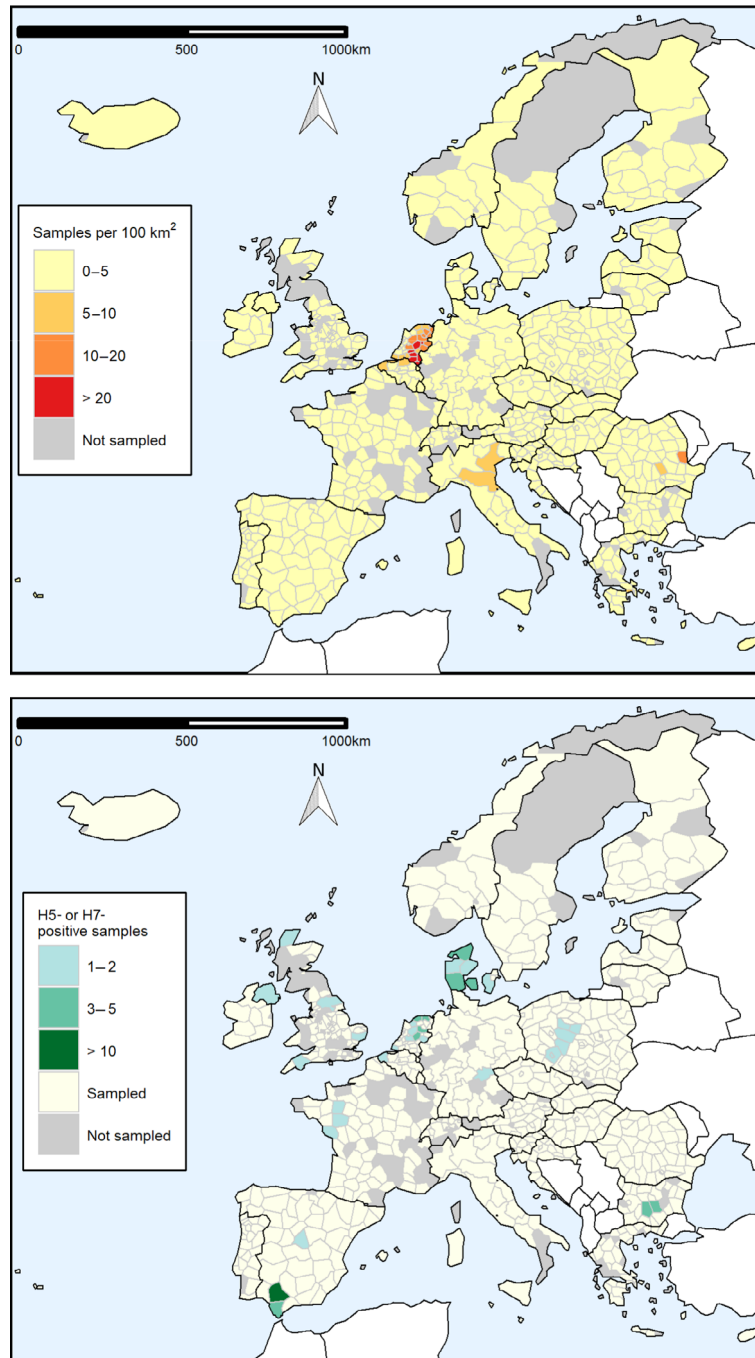 0 500 1000km
N
Samples per 100 km²
0–5
5–10
10–20
> 20
Not sampled
0 500 1000km
N
H5- or H7-
positive samples
1–2
3–5
> 10
Sampled
Not sampled